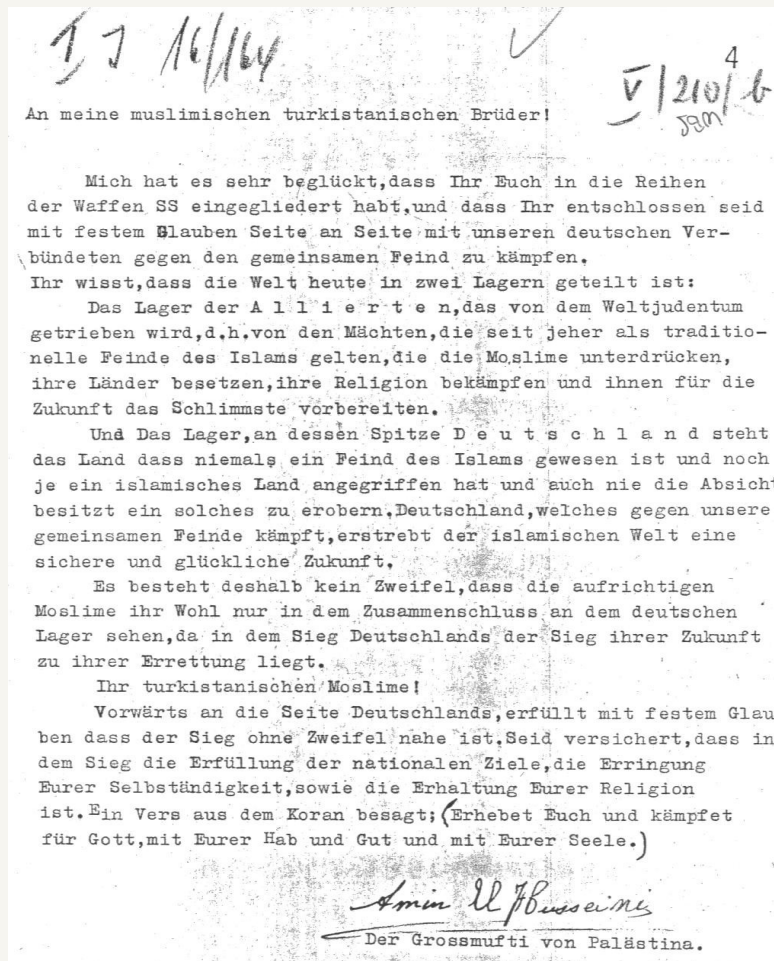 I J 16/164
4
V/210/b
An meine muslimischen turkistanischen Brüder!
Mich hat es sehr beglückt,dass Ihr Euch in die Reihen
der Waffen SS eingegliedert habt,und dass Ihr entschlossen seid
mit festem Glauben Seite an Seite mit unseren deutschen Ver-
bündeten gegen den gemeinsamen Feind zu kämpfen.
Ihr wisst,dass die Welt heute in zwei Lagern geteilt ist:
Das Lager der A l l i e r t e n,das von dem Weltjudentum
getrieben wird,d.h.von den Mächten,die seit jeher als traditio-
nelle Feinde des Islams gelten,die die Moslime unterdrücken,
ihre Länder besetzen,ihre Religion bekämpfen und ihnen für die
Zukunft das Schlimmste vorbereiten.
Und Das Lager,an dessen Spitze D e u t s c h l a n d steht
das Land dass niemals ein Feind des Islams gewesen ist und noch
je ein islamisches Land angegriffen hat und auch nie die Absicht
besitzt ein solches zu erobern.Deutschland,welches gegen unsere
gemeinsamen Feinde kämpft,erstrebt der islamischen Welt eine
sichere und glückliche Zukunft.
Es besteht deshalb kein Zweifel,dass die aufrichtigen
Moslime ihr Wohl nur in dem Zusammenschluss an dem deutschen
Lager sehen,da in dem Sieg Deutschlands der Sieg ihrer Zukunft
zu ihrer Errettung liegt.
Ihr turkistanischen Moslime!
Vorwärts an die Seite Deutschlands,erfüllt mit festem Glau
ben dass der Sieg ohne Zweifel nahe ist.Seid versichert,dass in
dem Sieg die Erfüllung der nationalen Ziele,die Erringung
Eurer Selbständigkeit,sowie die Erhaltung Eurer Religion
ist.Ein Vers aus dem Koran besagt;(Erhebet Euch und kämpfet
für Gott,mit Eurer Hab und Gut und mit Eurer Seele.)
Amin El Husseini
Der Grossmufti von Palästina.